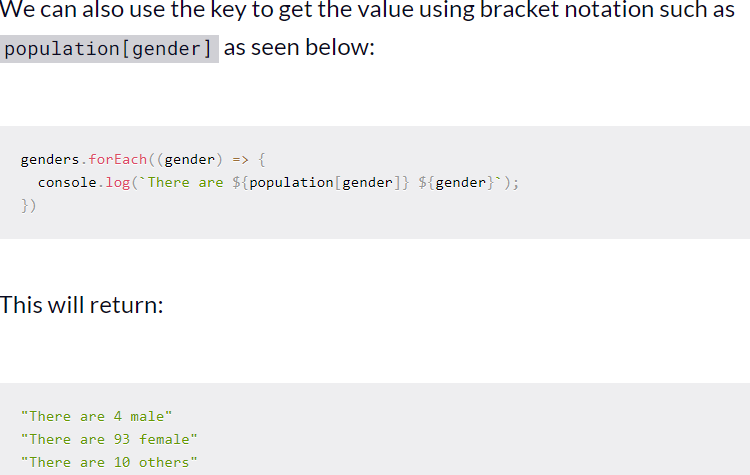 We can also use the key to get the value using bracket notation such as
population[gender] as seen below:
genders.forEach((gender) => {
  console.log(`There are ${population[gender]} ${gender}`);
})
This will return:
"There are 4 male"
"There are 93 female"
"There are 10 others"